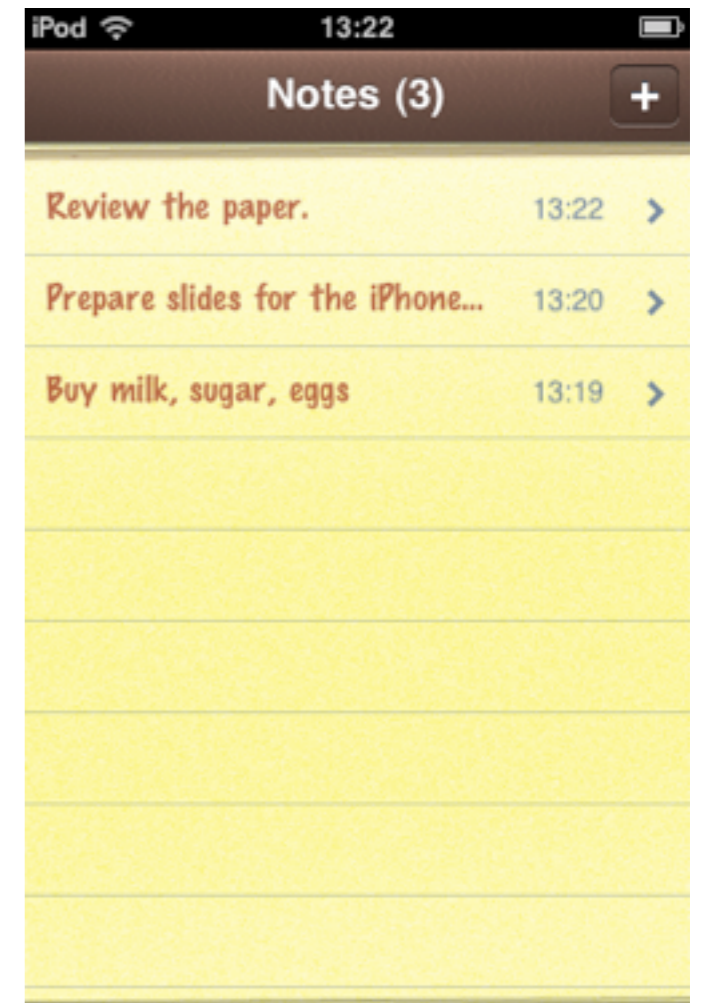 iPod 13:22
Notes (3) +
Review the paper. 13:22
Prepare slides for the iPhone... 13:20
Buy milk, sugar, eggs 13:19